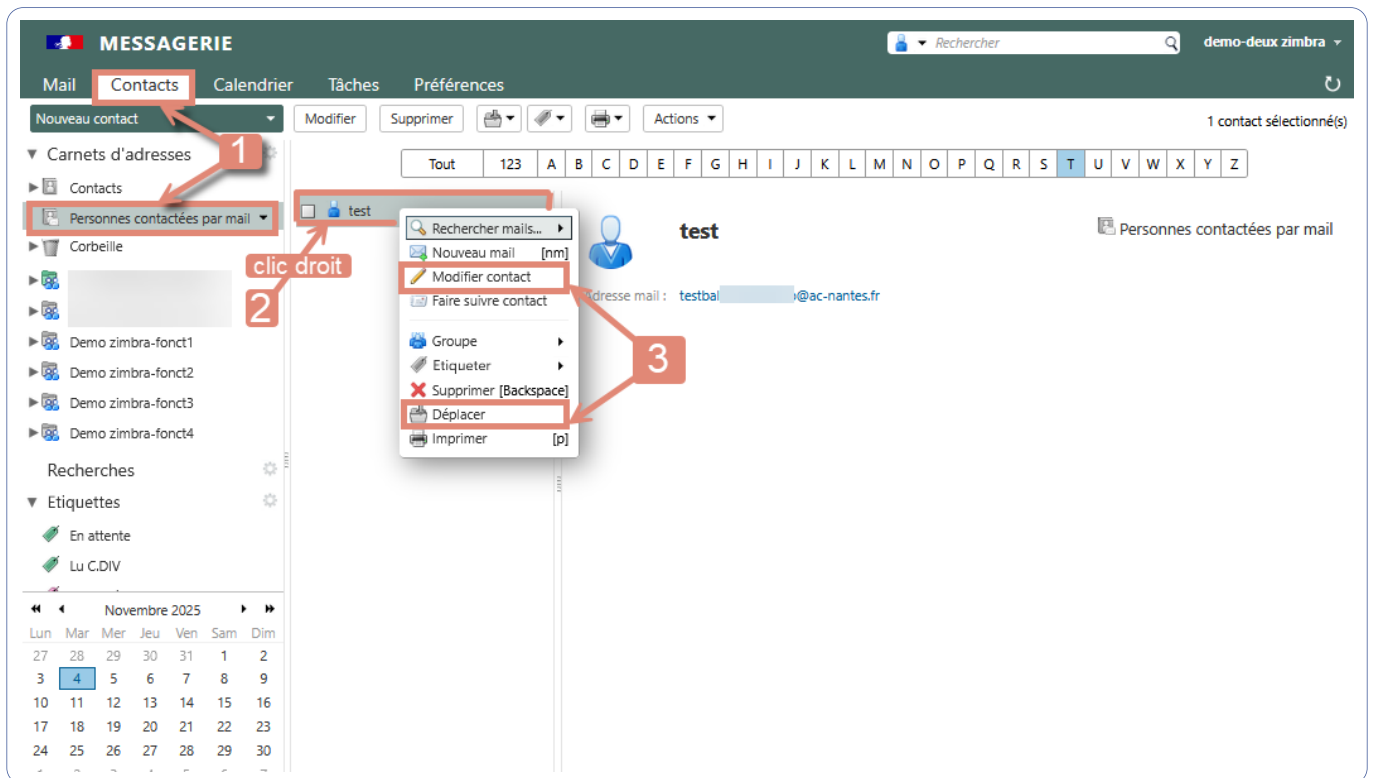 MESSAGERIE
Rechercher
demo-deux zimbra
Mail Contacts Calendrier Tâches Préférences
Nouveau contact Modifier Supprimer Actions
1 contact sélectionné(s)
1
Carnets d'adresses
Tout 123 A B C D E F G H I J K L M N O P Q R S T U V W X Y Z
Contacts
Personnes contactées par mail
Corbeille
Demo zimbra-fonct1
Demo zimbra-fonct2
Demo zimbra-fonct3
Demo zimbra-fonct4
Recherches
Etiquettes
En attente
Lu C.DIV
test
clic droit
2
Rechercher mails...
Nouveau mail [nm]
Modifier contact
Faire suivre contact
Groupe
Etiqueter
Supprimer [Backspace]
Déplacer
Imprimer [p]
3
test
Personnes contactées par mail
Adresse mail : testbal @ac-nantes.fr
Novembre 2025
Lun Mar Mer Jeu Ven Sam Dim
27 28 29 30 31 1 2
3 4 5 6 7 8 9
10 11 12 13 14 15 16
17 18 19 20 21 22 23
24 25 26 27 28 29 30